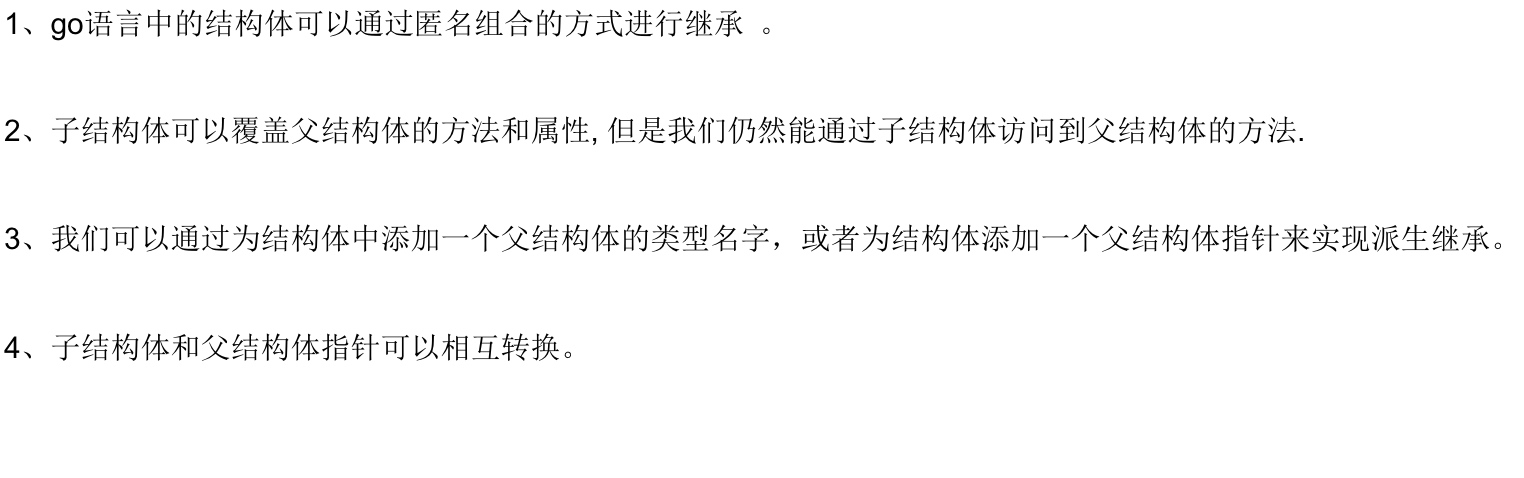 1、go语言中的结构体可以通过匿名组合的方式进行继承 。
2、子结构体可以覆盖父结构体的方法和属性, 但是我们仍然能通过子结构体访问到父结构体的方法.
3、我们可以通过为结构体中添加一个父结构体的类型名字，或者为结构体添加一个父结构体指针来实现派生继承。
4、子结构体和父结构体指针可以相互转换。